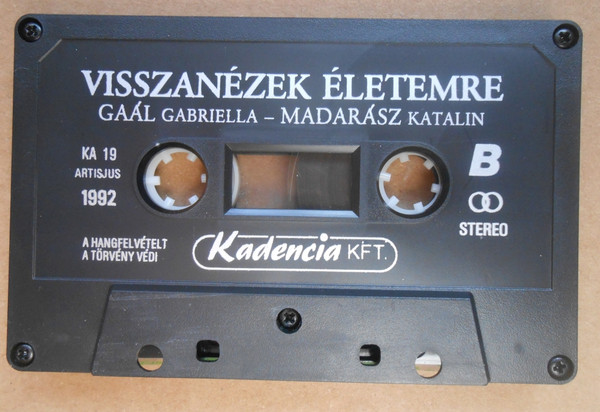 VISSZANÉZEK ÉLETEMRE
GAÁL GABRIELLA – MADARÁSZ KATALIN
KA 19
ARTISJUS
1992
B
STEREO
A HANGFELVÉTELT
A TÖRVÉNY VÉDI
Kadencia KFT.